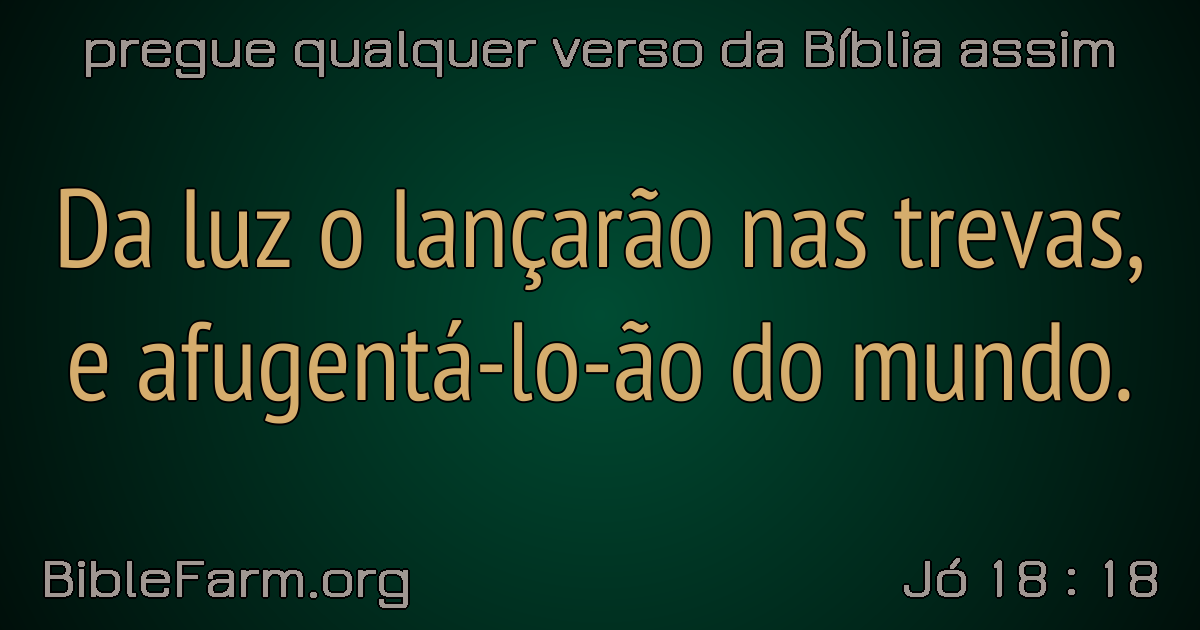 pregue qualquer verso da Bíblia assim
Da luz o lançarão nas trevas,
e afugentá-lo-ão do mundo.
BibleFarm.org
Jó 18 : 18